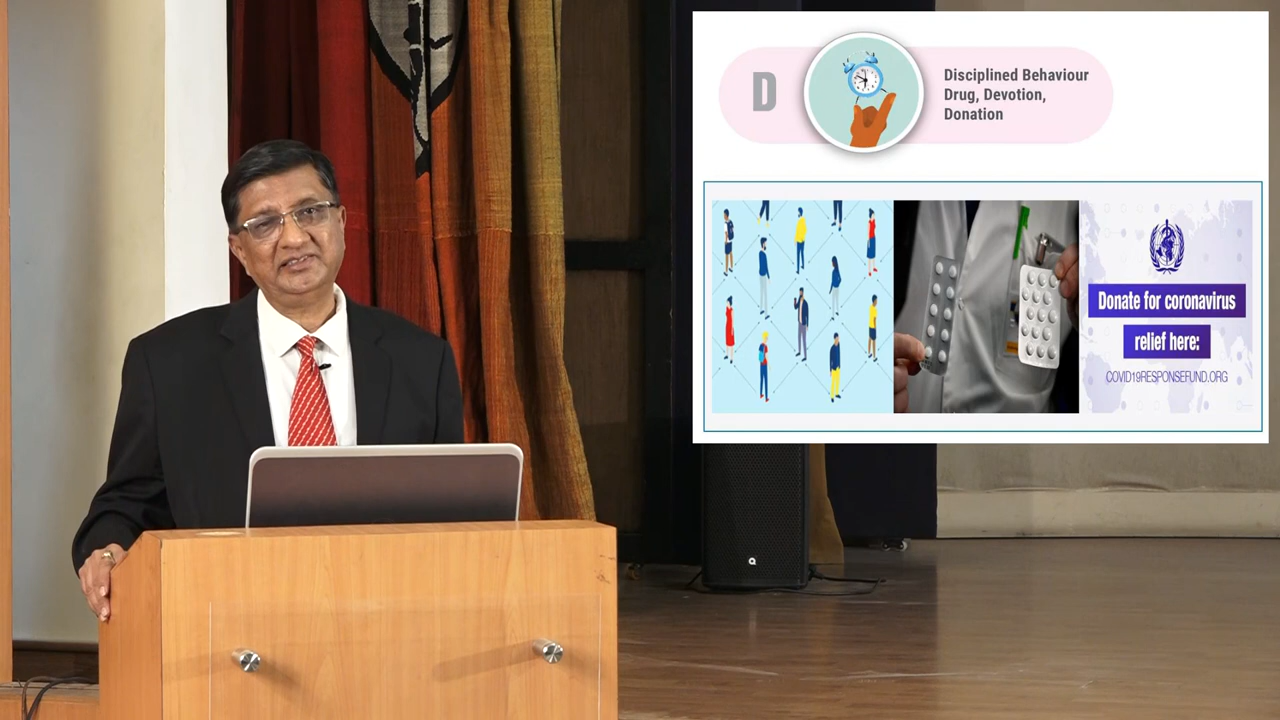 D
Disciplined Behaviour
Drug, Devotion,
Donation
Donate for coronavirus
relief here:
COVID19RESPONSEFUND.ORG